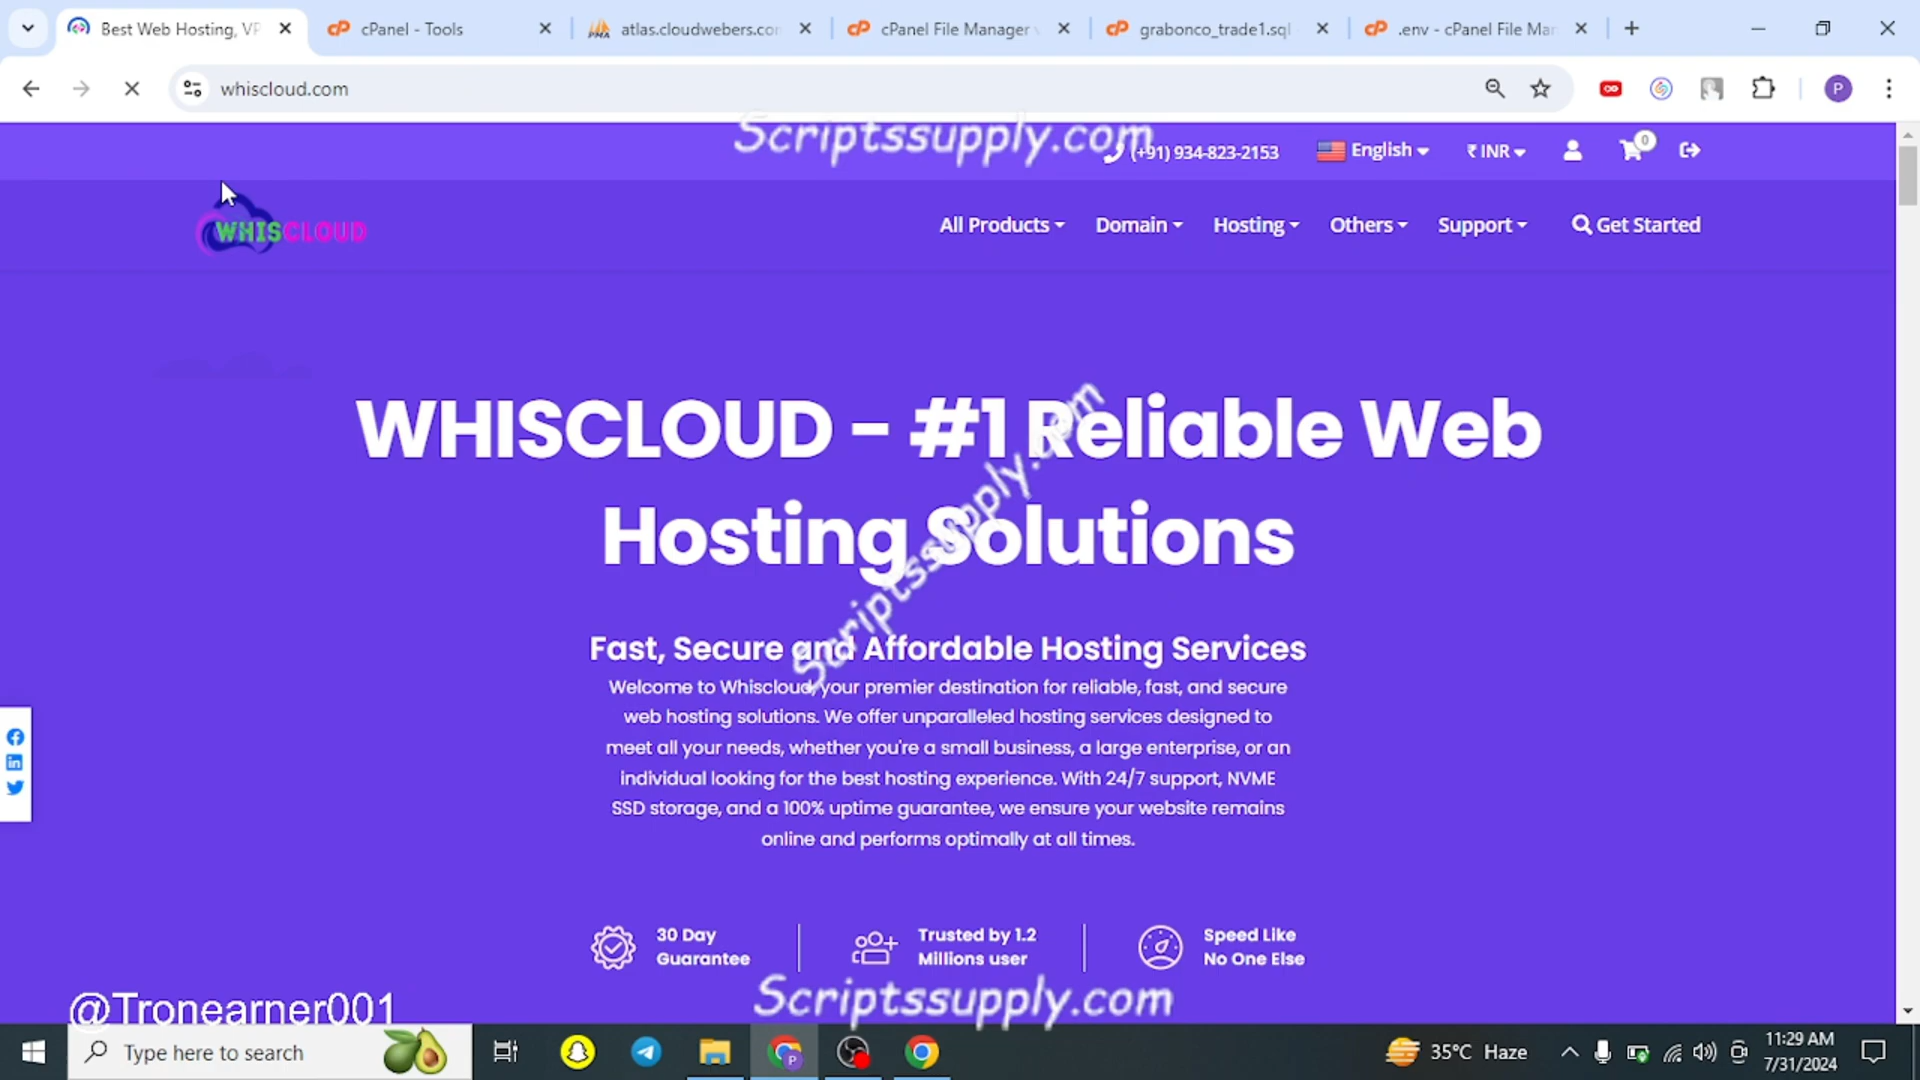 Best Web Hosting, VP
cPanel - Tools
atlas.cloudwebers.con
cPanel File Manager v
grabonco_trade1.sql
.env - cPanel File Man
whiscloud.com
P
Scriptssupply.com
(+91) 934-823-2153
English
₹ INR
0
WHISCLOUD
All Products
Domain
Hosting
Others
Support
Get Started
WHISCLOUD - #1 Reliable Web
Hosting Solutions
Scriptssupply.com
Fast, Secure and Affordable Hosting Services
Welcome to Whiscloud, your premier destination for reliable, fast, and secure
web hosting solutions. We offer unparalleled hosting services designed to
meet all your needs, whether you're a small business, a large enterprise, or an
individual looking for the best hosting experience. With 24/7 support, NVME
SSD storage, and a 100% uptime guarantee, we ensure your website remains
online and performs optimally at all times.
30 Day
Guarantee
Trusted by 1.2
Millions user
Speed Like
No One Else
Scriptssupply.com
@Tronearner001
Type here to search
35°C Haze
11:29 AM
7/31/2024